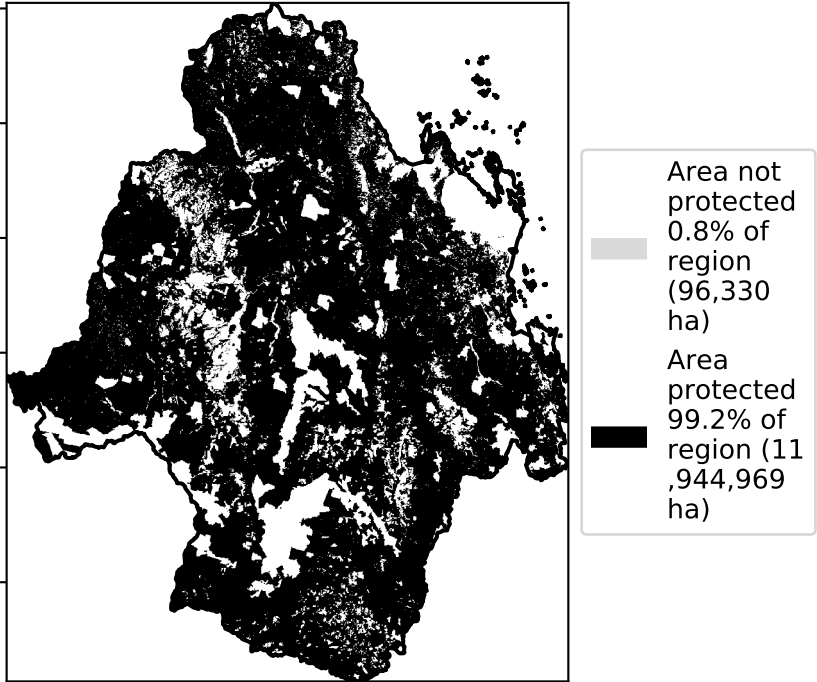 Area not
protected
0.8% of
region
(96,330
ha)
Area
protected
99.2% of
region (11
,944,969
ha)